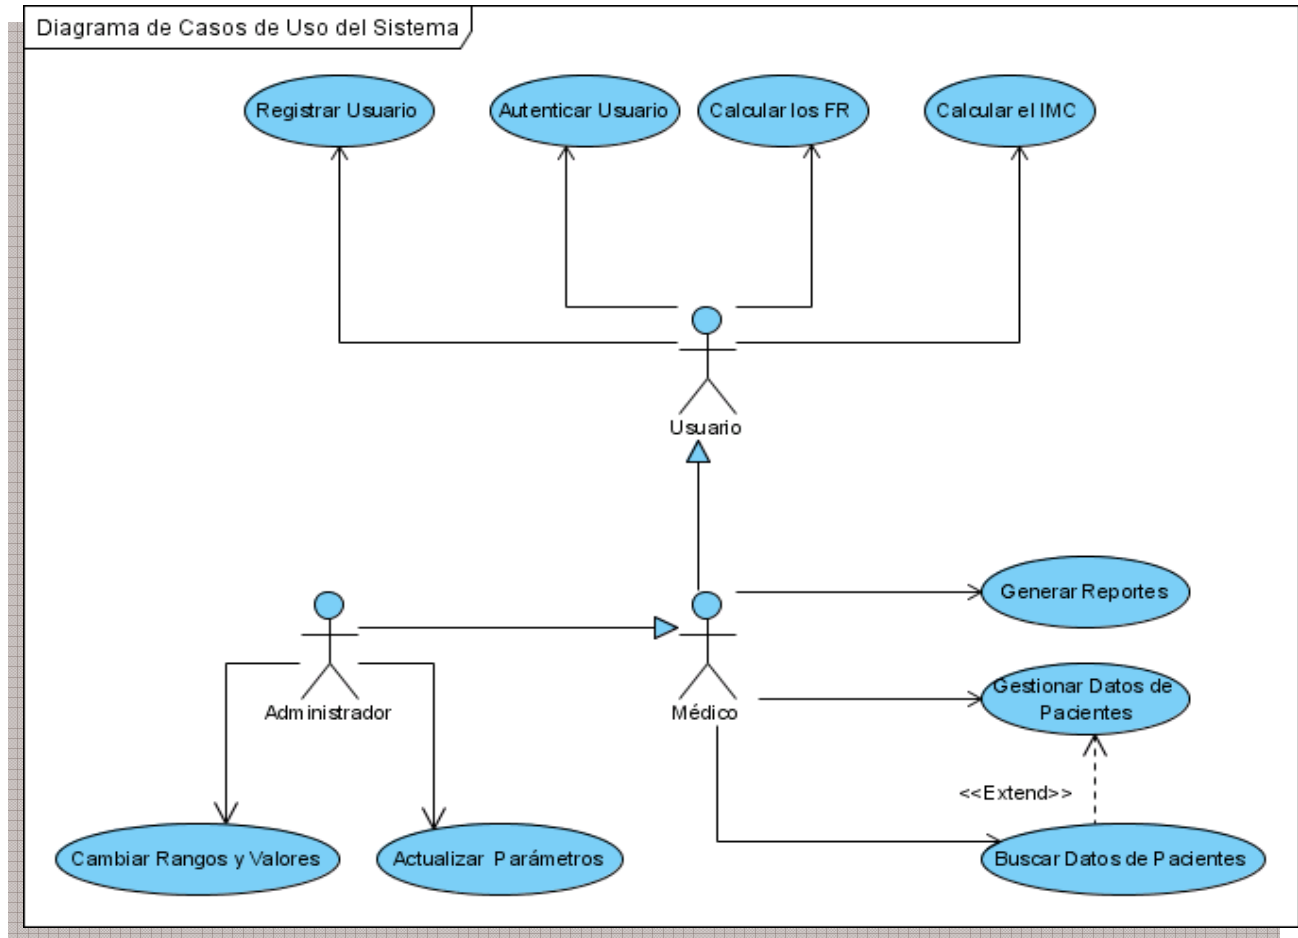 Diagrama de Casos de Uso del Sistema
Registrar Usuario
Autenticar Usuario
Calcular los FR
Calcular el IMC
Usuario
Generar Reportes
Administrador
Médico
Gestionar Datos de
Pacientes
<<Extend>>
Cambiar Rangos y Valores
Actualizar Parámetros
Buscar Datos de Pacientes